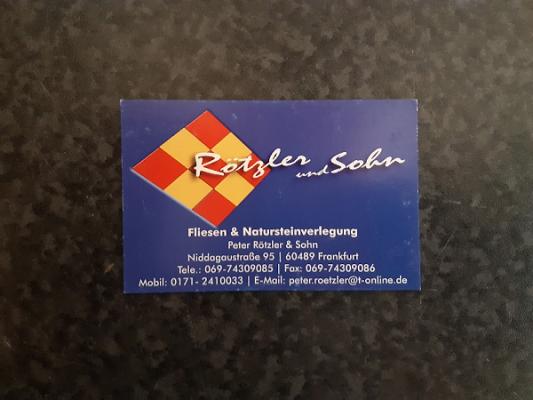 Rötzler und Sohn
Fliesen & Natursteinverlegung
Peter Rötzler & Sohn
Niddagaustraße 95 | 60489 Frankfurt
Tele.: 069-74309085 | Fax: 069-74309086
Mobil: 0171- 2410033 | E-Mail: peter.roetzler@t-online.de